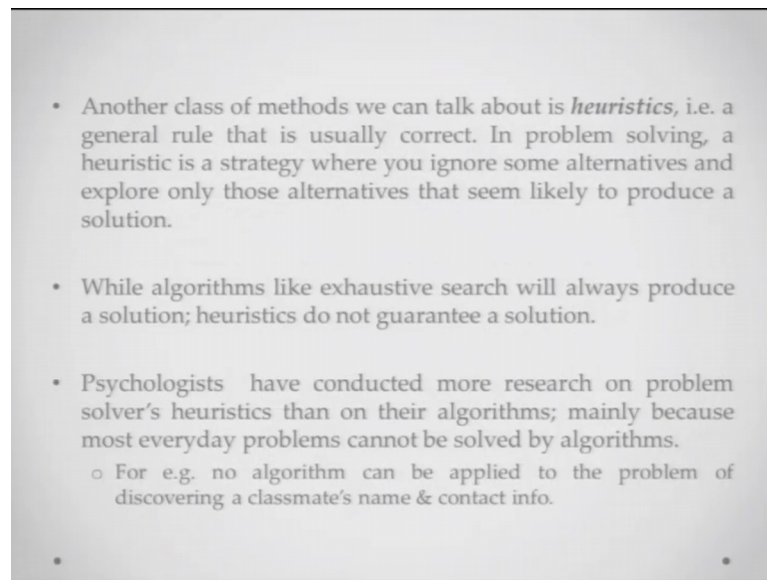 • Another class of methods we can talk about is heuristics, i.e. a
general rule that is usually correct. In problem solving, a
heuristic is a strategy where you ignore some alternatives and
explore only those alternatives that seem likely to produce a
solution.
• While algorithms like exhaustive search will always produce
a solution; heuristics do not guarantee a solution.
• Psychologists have conducted more research on problem
solver's heuristics than on their algorithms; mainly because
most everyday problems cannot be solved by algorithms.
o For e.g. no algorithm can be applied to the problem of
discovering a classmate's name & contact info.